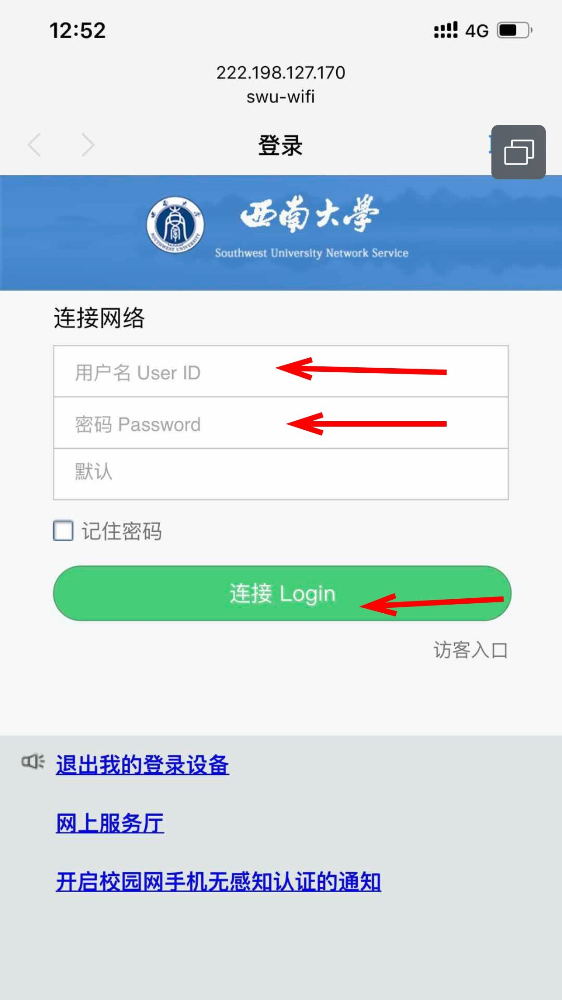 12:52
4G
222.198.127.170
swu-wifi
登录
西南大學
SOUTHWEST UNIVERSITY
Southwest University Network Service
连接网络
用户名 User ID
密码 Password
默认
记住密码
连接 Login
访客入口
退出我的登录设备
网上服务厅
开启校园网手机无感知认证的通知